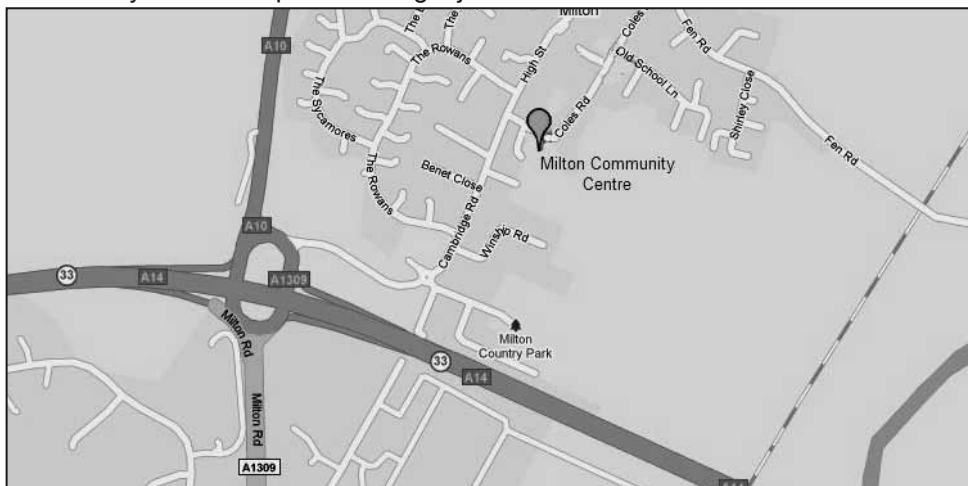 A10
The Rowans
The Sycamores
The Rowans
High St
Milton
Coles Rd
Coles Rd
Old School Ln
Fen Rd
Shirley Close
Fen Rd
Milton Community
Centre
Benet Close
Cambridge Rd
Winship Rd
A10
A1309
33
A14
Milton Rd
Milton
Country Park
33
A14
Milton Rd
A1309